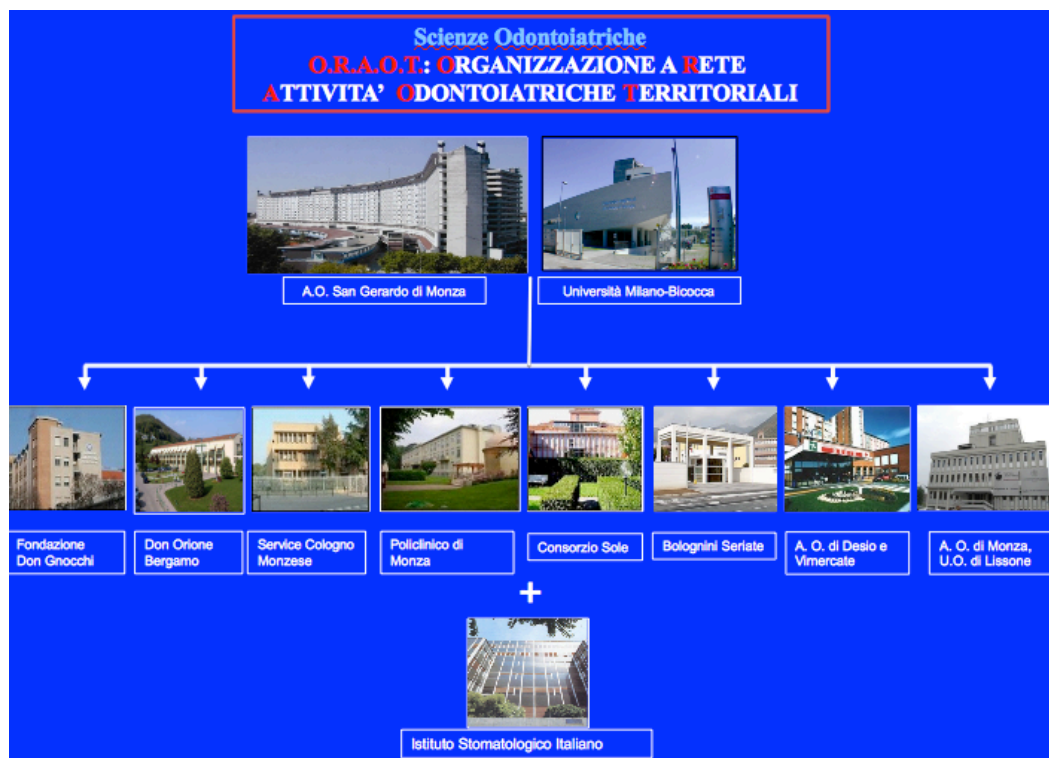 Scienze Odontoiatriche
O.R.A.O.T.: ORGANIZZAZIONE A RETE
ATTIVITA’ ODONTOIATRICHE TERRITORIALI
A.O. San Gerardo di Monza
Università Milano-Bicocca
Fondazione
Don Gnocchi
Don Orione
Bergamo
Service Cologno
Monzese
Policlinico di
Monza
Consorzio Sole
Bolognini Seriate
A. O. di Desio e
Vimercate
A. O. di Monza,
U.O. di Lissone
+
Istituto Stomatologico Italiano